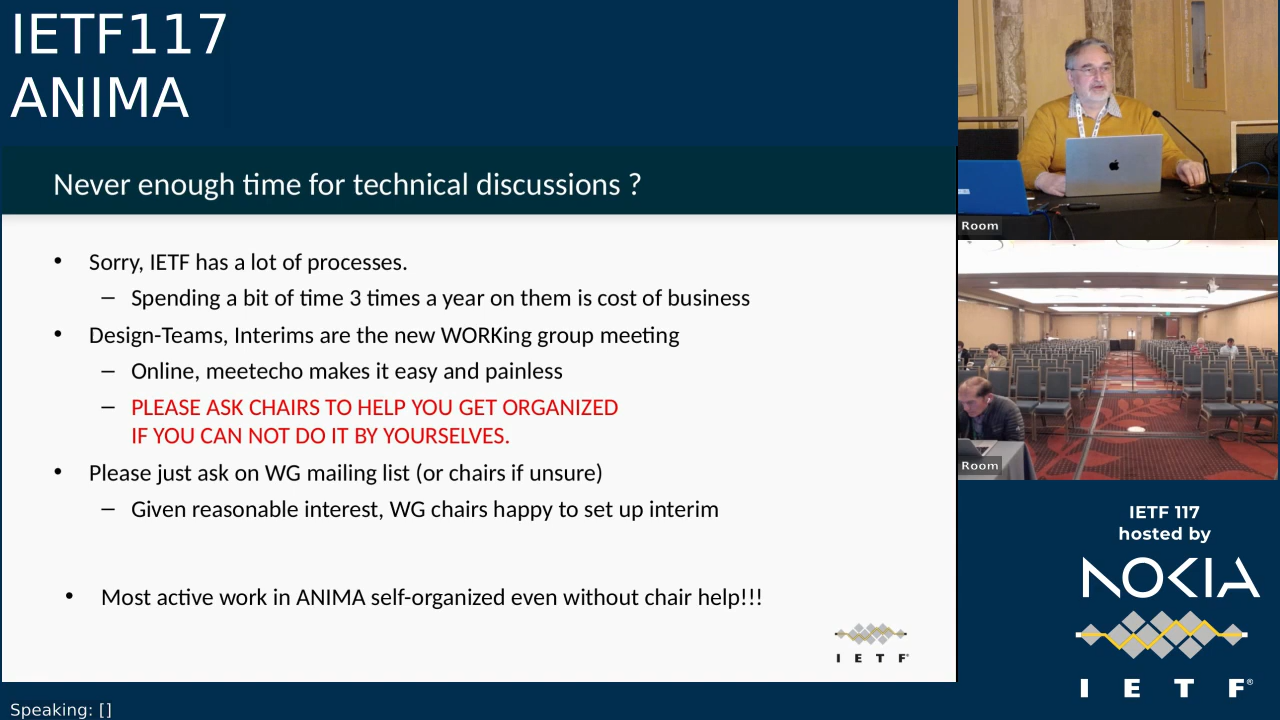 IETF117
ANIMA
Never enough time for technical discussions ?
• Sorry, IETF has a lot of processes.
– Spending a bit of time 3 times a year on them is cost of business
• Design-Teams, Interims are the new WORKing group meeting
– Online, meetecho makes it easy and painless
– PLEASE ASK CHAIRS TO HELP YOU GET ORGANIZED
IF YOU CAN NOT DO IT BY YOURSELVES.
• Please just ask on WG mailing list (or chairs if unsure)
– Given reasonable interest, WG chairs happy to set up interim
• Most active work in ANIMA self-organized even without chair help!!!
I E T F®
Speaking: []
Room
Room
IETF 117
hosted by
NOKIA
I E T F®